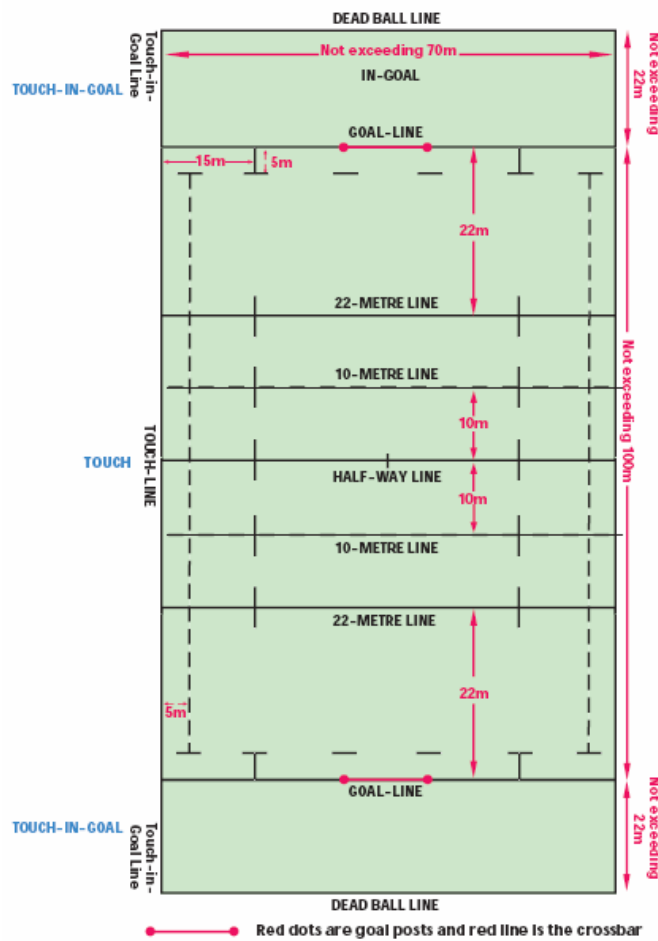 DEAD BALL LINE
Touch-in-
Goal Line
Not exceeding 70m
Not exceeding
22m
TOUCH-IN-GOAL
IN-GOAL
GOAL-LINE
15m
5m
22m
22-METRE LINE
10-METRE LINE
10m
Not exceeding 100m
TOUCH
TOUCH-LINE
HALF-WAY LINE
10m
10-METRE LINE
22-METRE LINE
22m
5m
GOAL-LINE
Not exceeding
22m
TOUCH-IN-GOAL
Touch-in-
Goal Line
DEAD BALL LINE
Red dots are goal posts and red line is the crossbar